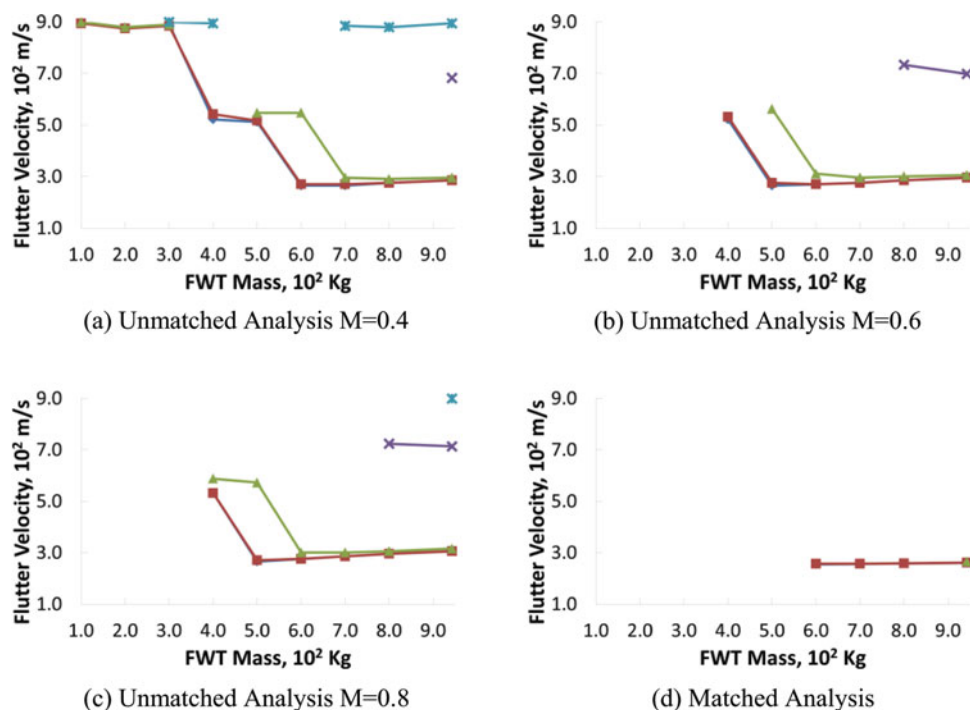 Flutter Velocity, 10² m/s
9.0
7.0
5.0
3.0
1.0
1.0 2.0 3.0 4.0 5.0 6.0 7.0 8.0 9.0
FWT Mass, 10² Kg
(a) Unmatched Analysis M=0.4
Flutter Velocity, 10² m/s
9.0
7.0
5.0
3.0
1.0
1.0 2.0 3.0 4.0 5.0 6.0 7.0 8.0 9.0
FWT Mass, 10² Kg
(b) Unmatched Analysis M=0.6
Flutter Velocity, 10² m/s
9.0
7.0
5.0
3.0
1.0
1.0 2.0 3.0 4.0 5.0 6.0 7.0 8.0 9.0
FWT Mass, 10² Kg
(c) Unmatched Analysis M=0.8
Flutter Velocity, 10² m/s
9.0
7.0
5.0
3.0
1.0
1.0 2.0 3.0 4.0 5.0 6.0 7.0 8.0 9.0
FWT Mass, 10² Kg
(d) Matched Analysis